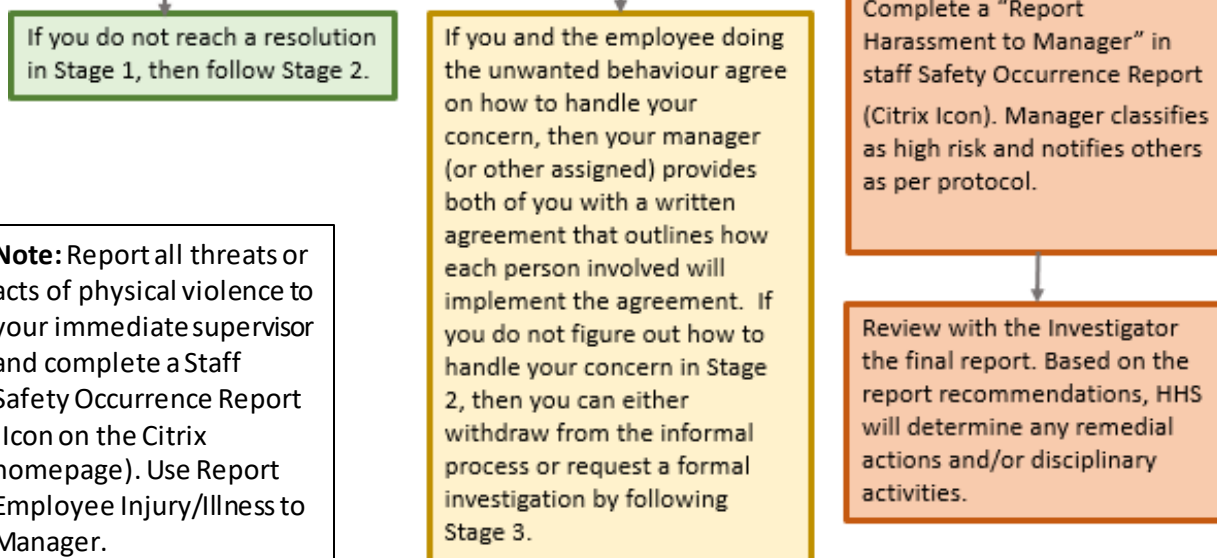 If you do not reach a resolution
in Stage 1, then follow Stage 2.
Note: Report all threats or
acts of physical violence to
your immediate supervisor
and complete a Staff
Safety Occurrence Report
Icon on the Citrix
homepage). Use Report
Employee Injury/Illness to
Manager.
If you and the employee doing
the unwanted behaviour agree
on how to handle your
concern, then your manager
(or other assigned) provides
both of you with a written
agreement that outlines how
each person involved will
implement the agreement.  If
you do not figure out how to
handle your concern in Stage
2, then you can either
withdraw from the informal
process or request a formal
investigation by following
Stage 3.
Complete a “Report
Harassment to Manager” in
staff Safety Occurrence Report
(Citrix Icon). Manager classifies
as high risk and notifies others
as per protocol.
Review with the Investigator
the final report. Based on the
report recommendations, HHS
will determine any remedial
actions and/or disciplinary
activities.